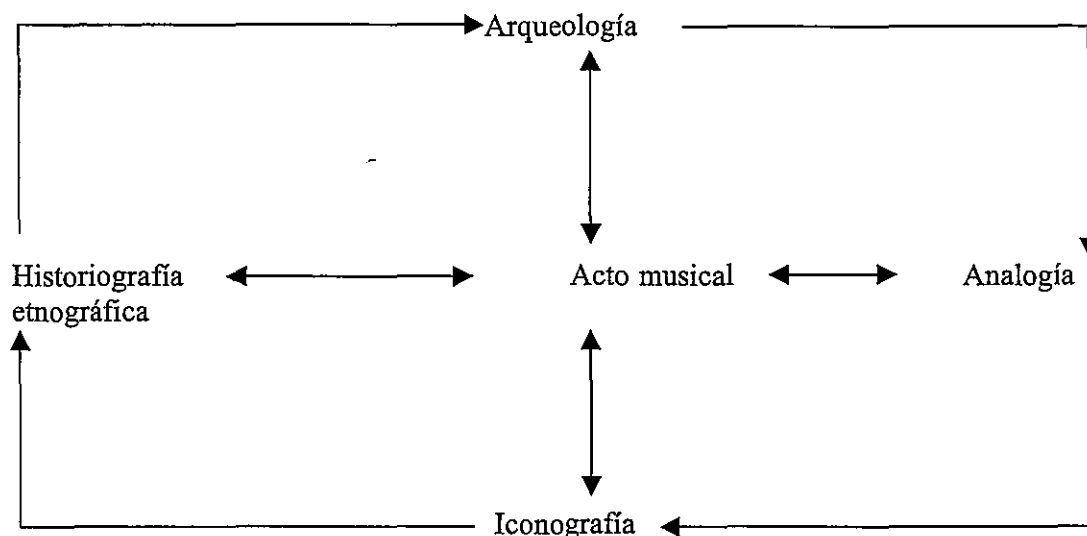 Arqueología
Historiografía
etnográfica
Acto musical
Analogía
Iconografía